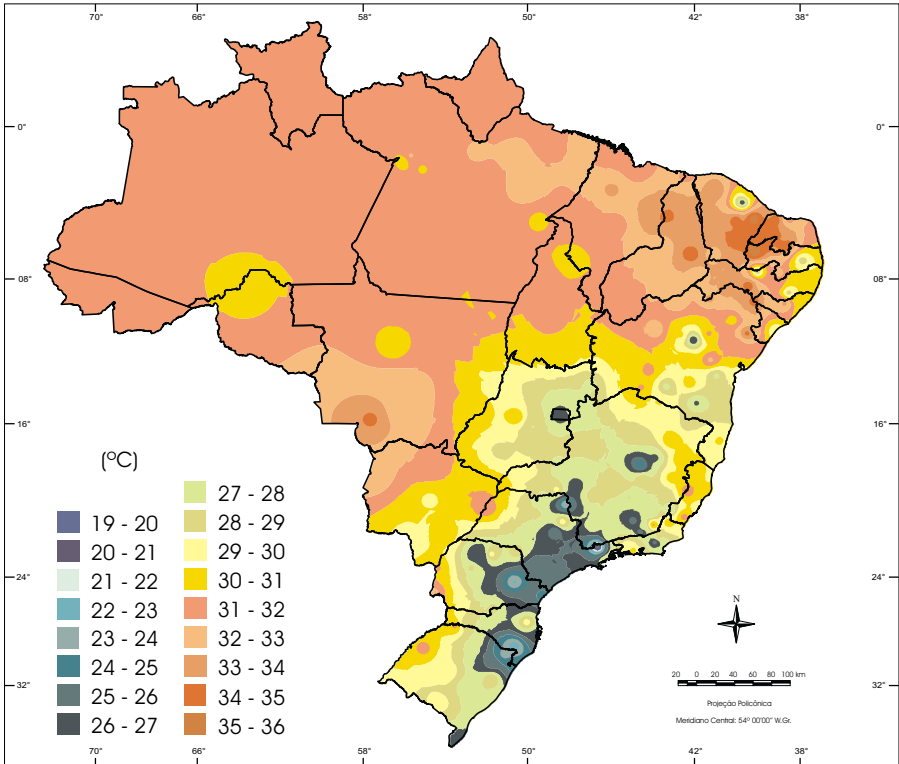 70° 66° 58° 50° 42° 38°
0° 0°
08° 08°
16° 16°
(°C)
19 - 20
20 - 21
21 - 22
22 - 23
23 - 24
24 - 25
25 - 26
26 - 27
27 - 28
28 - 29
29 - 30
30 - 31
31 - 32
32 - 33
33 - 34
34 - 35
35 - 36
24° 24°
N
20 0 20 40 60 80 100 km
32° 32°
Projeção Policônica
Meridiano Central: 54º 00'00" W.Gr.
70° 66° 58° 50° 42° 38°